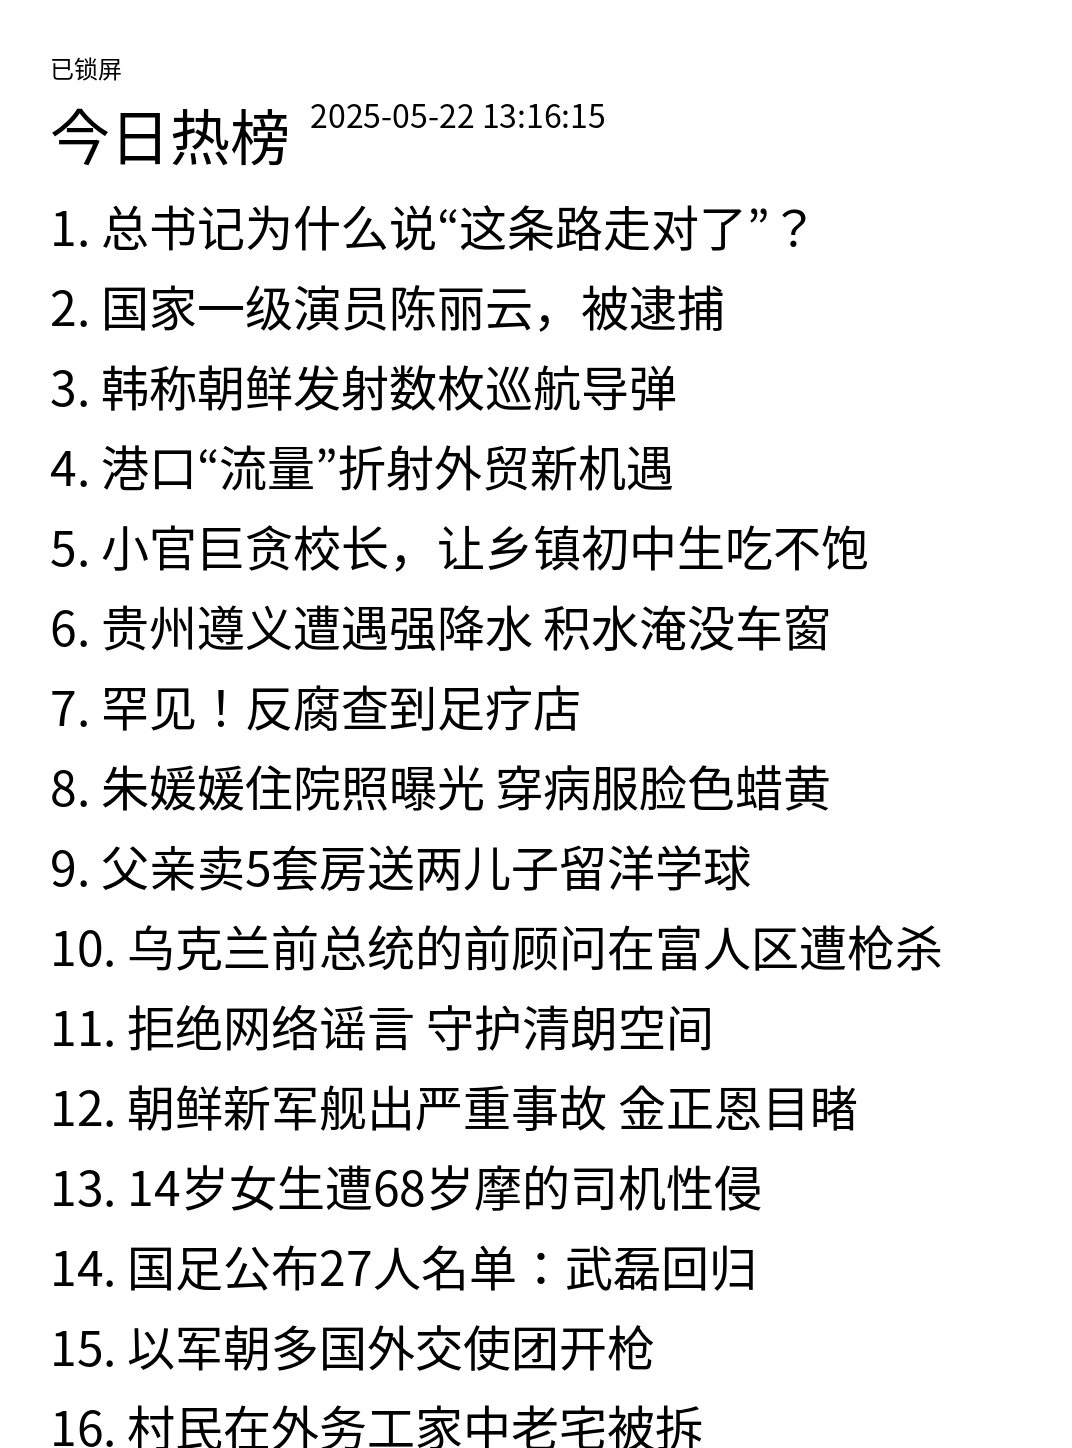 已锁屏
今日热榜 2025-05-22 13:16:15
1. 总书记为什么说“这条路走对了”？
2. 国家一级演员陈丽云，被逮捕
3. 韩称朝鲜发射数枚巡航导弹
4. 港口“流量”折射外贸新机遇
5. 小官巨贪校长，让乡镇初中生吃不饱
6. 贵州遵义遭遇强降水 积水淹没车窗
7. 罕见！反腐查到足疗店
8. 朱媛媛住院照曝光 穿病服脸色蜡黄
9. 父亲卖5套房送两儿子留洋学球
10. 乌克兰前总统的前顾问在富人区遭枪杀
11. 拒绝网络谣言 守护清朗空间
12. 朝鲜新军舰出严重事故 金正恩目睹
13. 14岁女生遭68岁摩的司机性侵
14. 国足公布27人名单：武磊回归
15. 以军朝多国外交使团开枪
16. 村民在外务工家中老宅被拆